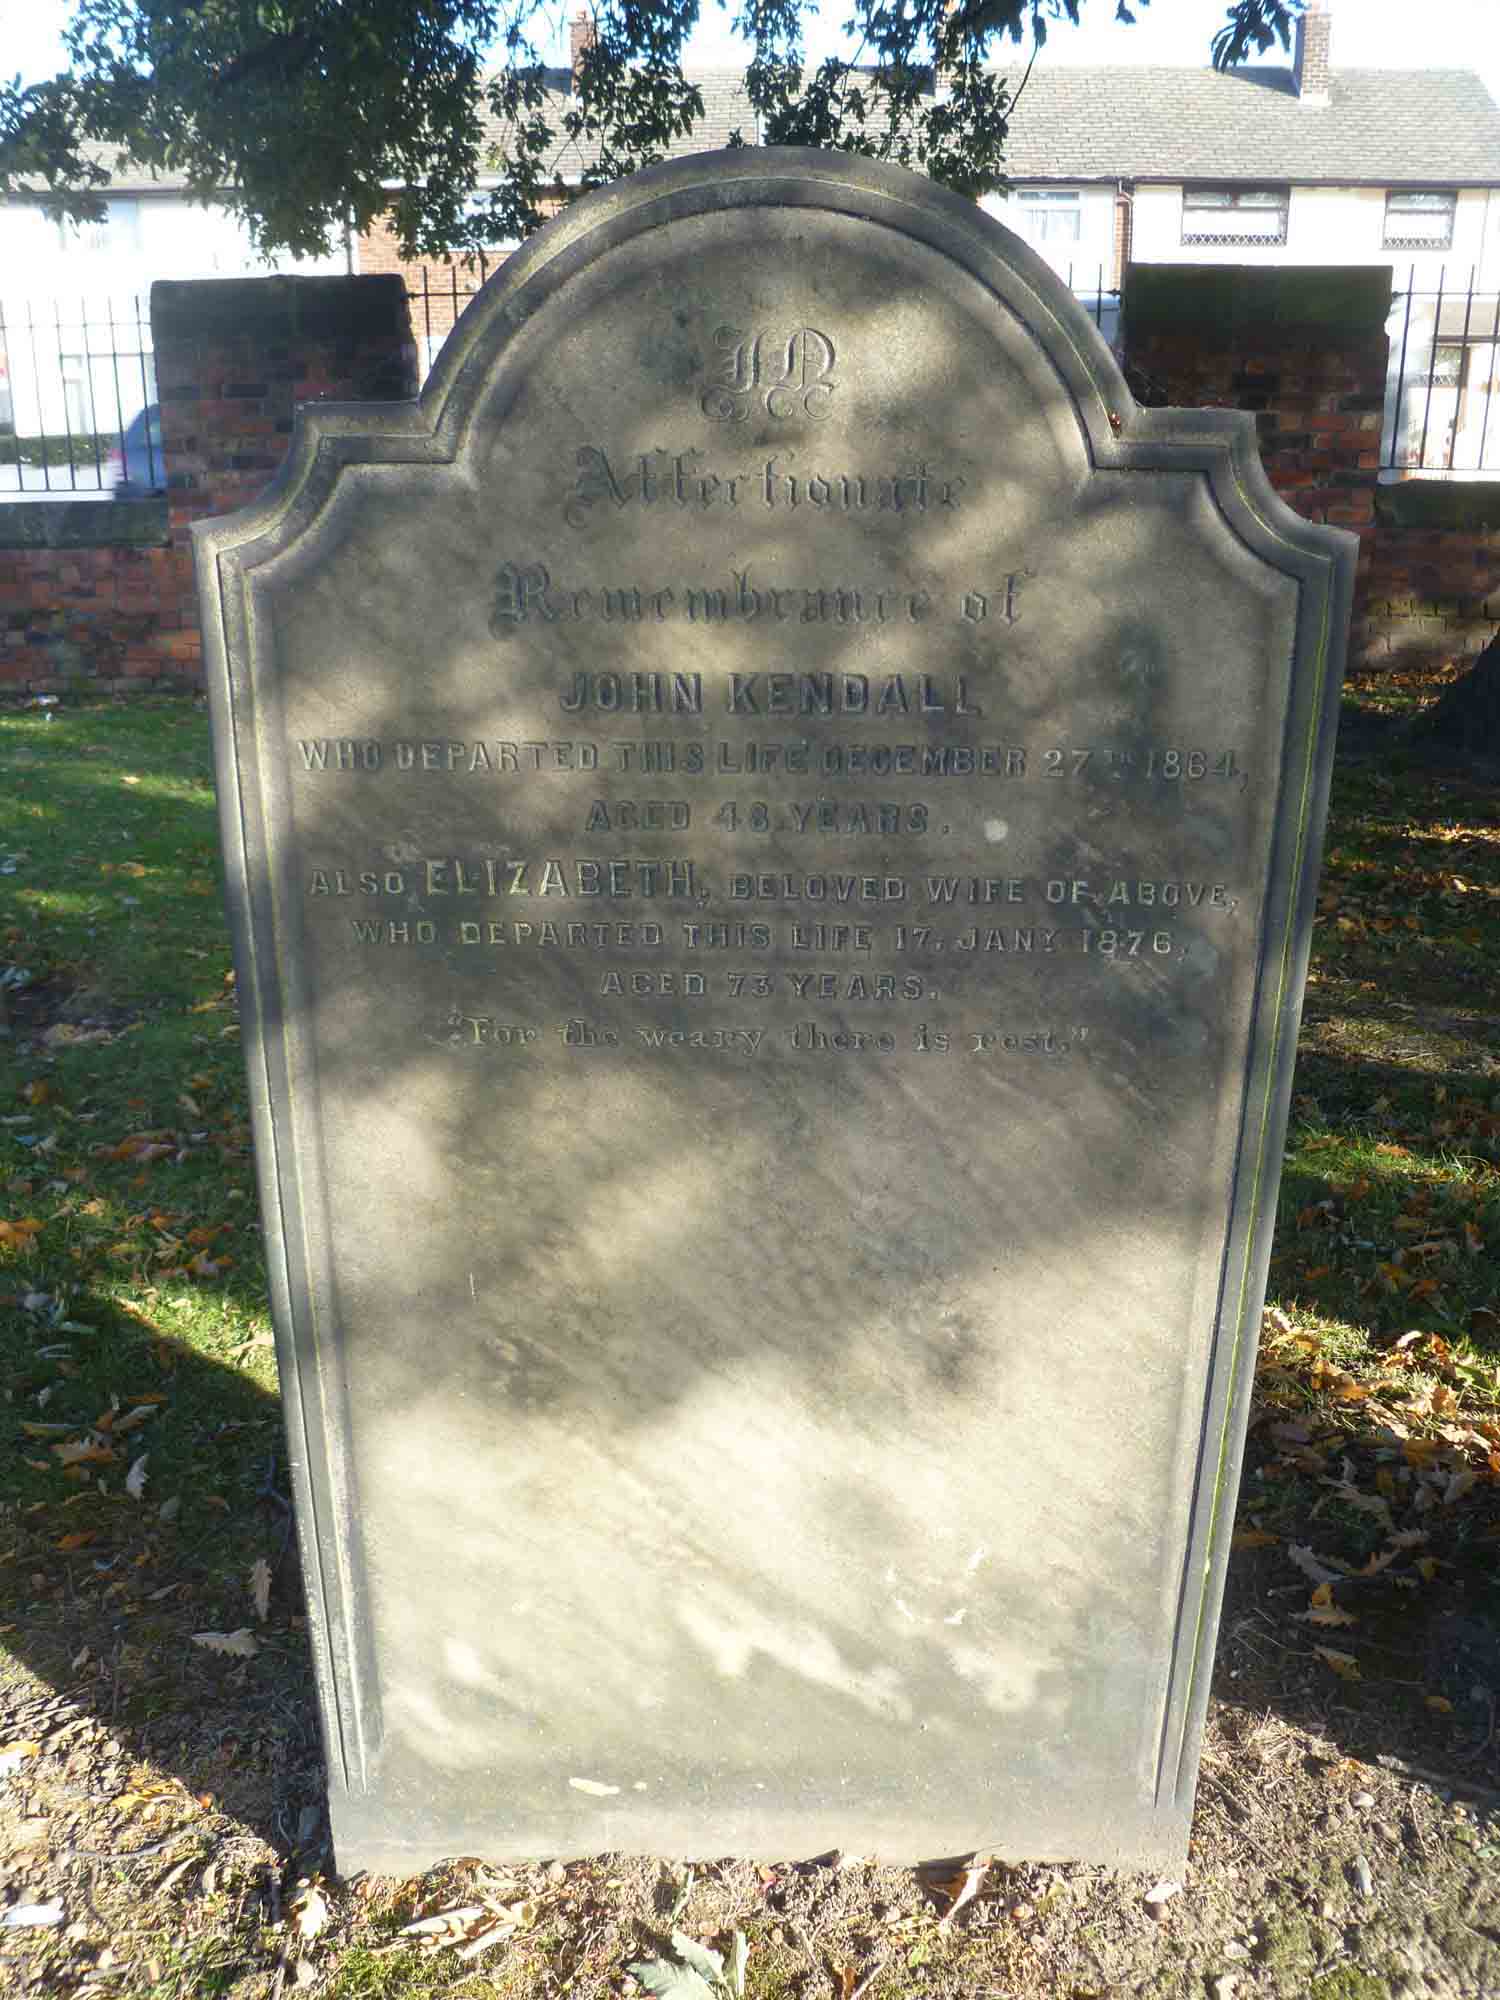 In
Affectionate
Remembrance of
JOHN KENDALL
WHO DEPARTED THIS LIFE DECEMBER 27TH 1864,
AGED 48 YEARS.
ALSO ELIZABETH, BELOVED WIFE OF ABOVE,
WHO DEPARTED THIS LIFE 17, JANY 1876,
AGED 73 YEARS.
"For the weary there is rest."